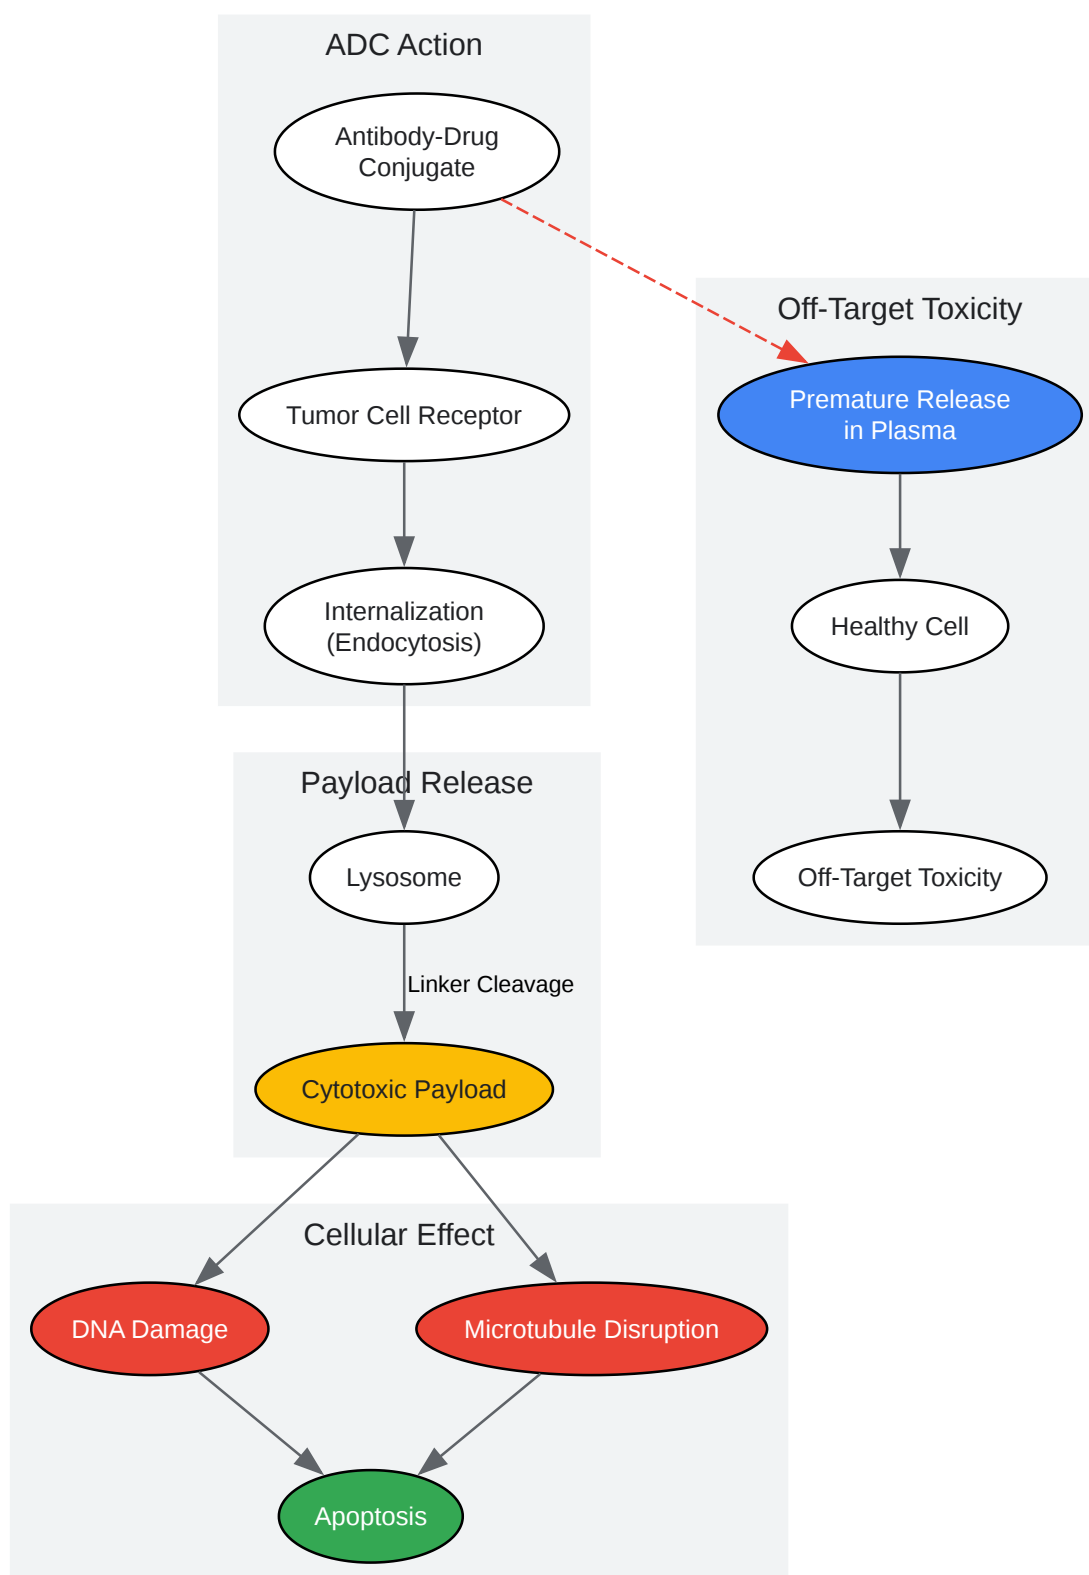 ADC Action
Antibody-Drug
Conjugate
Tumor Cell Receptor
Internalization
(Endocytosis)
Off-Target Toxicity
Premature Release
in Plasma
Healthy Cell
Off-Target Toxicity
Payload Release
Lysosome
Linker Cleavage
Cytotoxic Payload
Cellular Effect
DNA Damage
Microtubule Disruption
Apoptosis